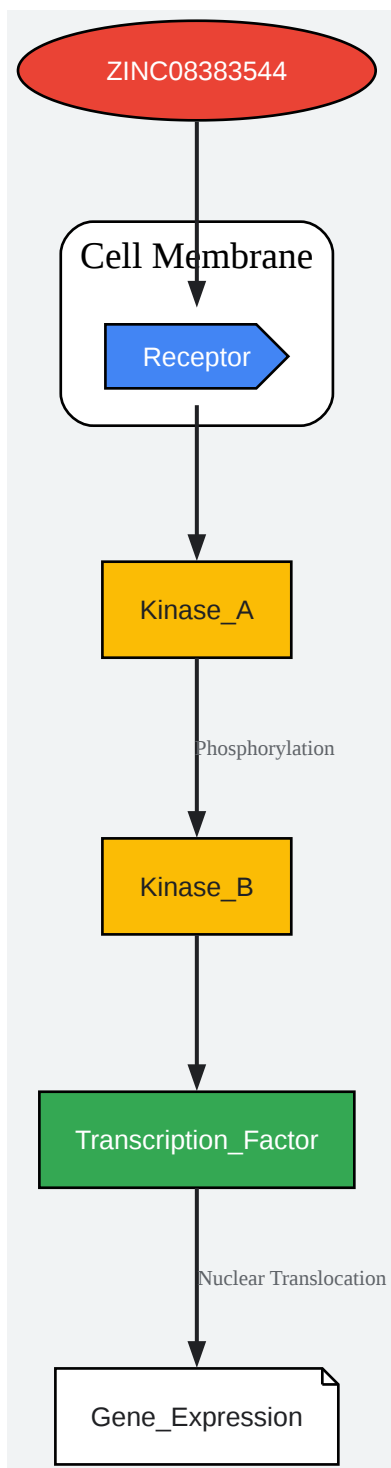 ZINC08383544
Cell Membrane
Receptor
Kinase_A
Phosphorylation
Kinase_B
Transcription_Factor
Nuclear Translocation
Gene_Expression